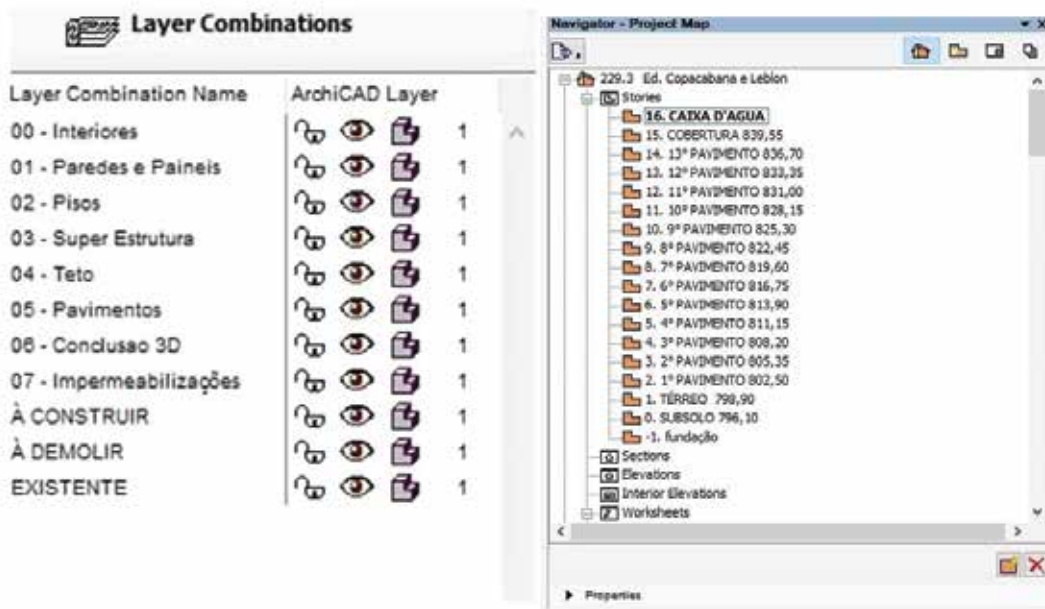 Layer Combinations
Layer Combination Name ArchiCAD Layer
00 - Interiores 1
01 - Paredes e Paineis 1
02 - Pisos 1
03 - Super Estrutura 1
04 - Teto 1
05 - Pavimentos 1
06 - Conclusao 3D 1
07 - Impermeabilizações 1
À CONSTRUIR 1
À DEMOLIR 1
EXISTENTE 1
Navigator - Project Map
229.3 Ed. Copacabana e Leblon
Stories
16. CAIXA D'AGUA
15. COBERTURA 839,55
14. 13º PAVIMENTO 836,70
13. 12º PAVIMENTO 833,35
12. 11º PAVIMENTO 831,00
11. 10º PAVIMENTO 828,15
10. 9º PAVIMENTO 825,30
9. 8º PAVIMENTO 822,45
8. 7º PAVIMENTO 819,60
7. 6º PAVIMENTO 816,75
6. 5º PAVIMENTO 813,90
5. 4º PAVIMENTO 811,15
4. 3º PAVIMENTO 808,20
3. 2º PAVIMENTO 805,35
2. 1º PAVIMENTO 802,50
1. TÉRREO 798,90
0. SUBSOLO 796,10
-1. fundação
Sections
Elevations
Interior Elevations
Worksheets
Properties